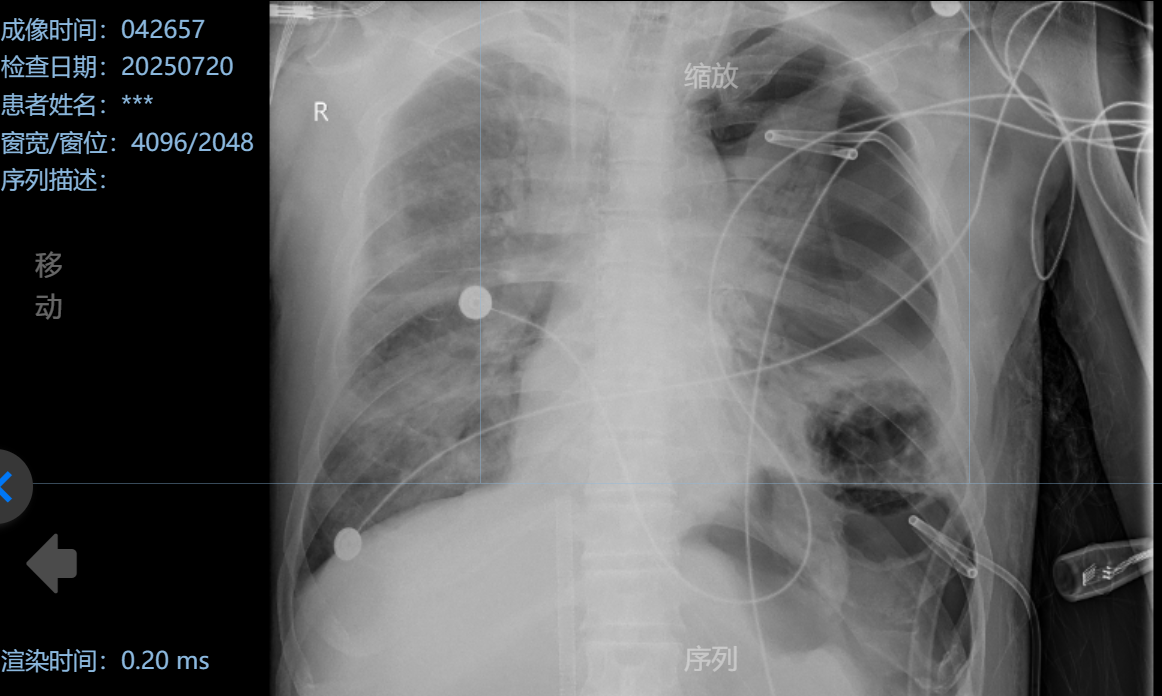 成像时间：042657
检查日期：20250720
患者姓名：***
窗宽/窗位：4096/2048
序列描述：
缩放
R
移
动
渲染时间：0.20 ms
序列